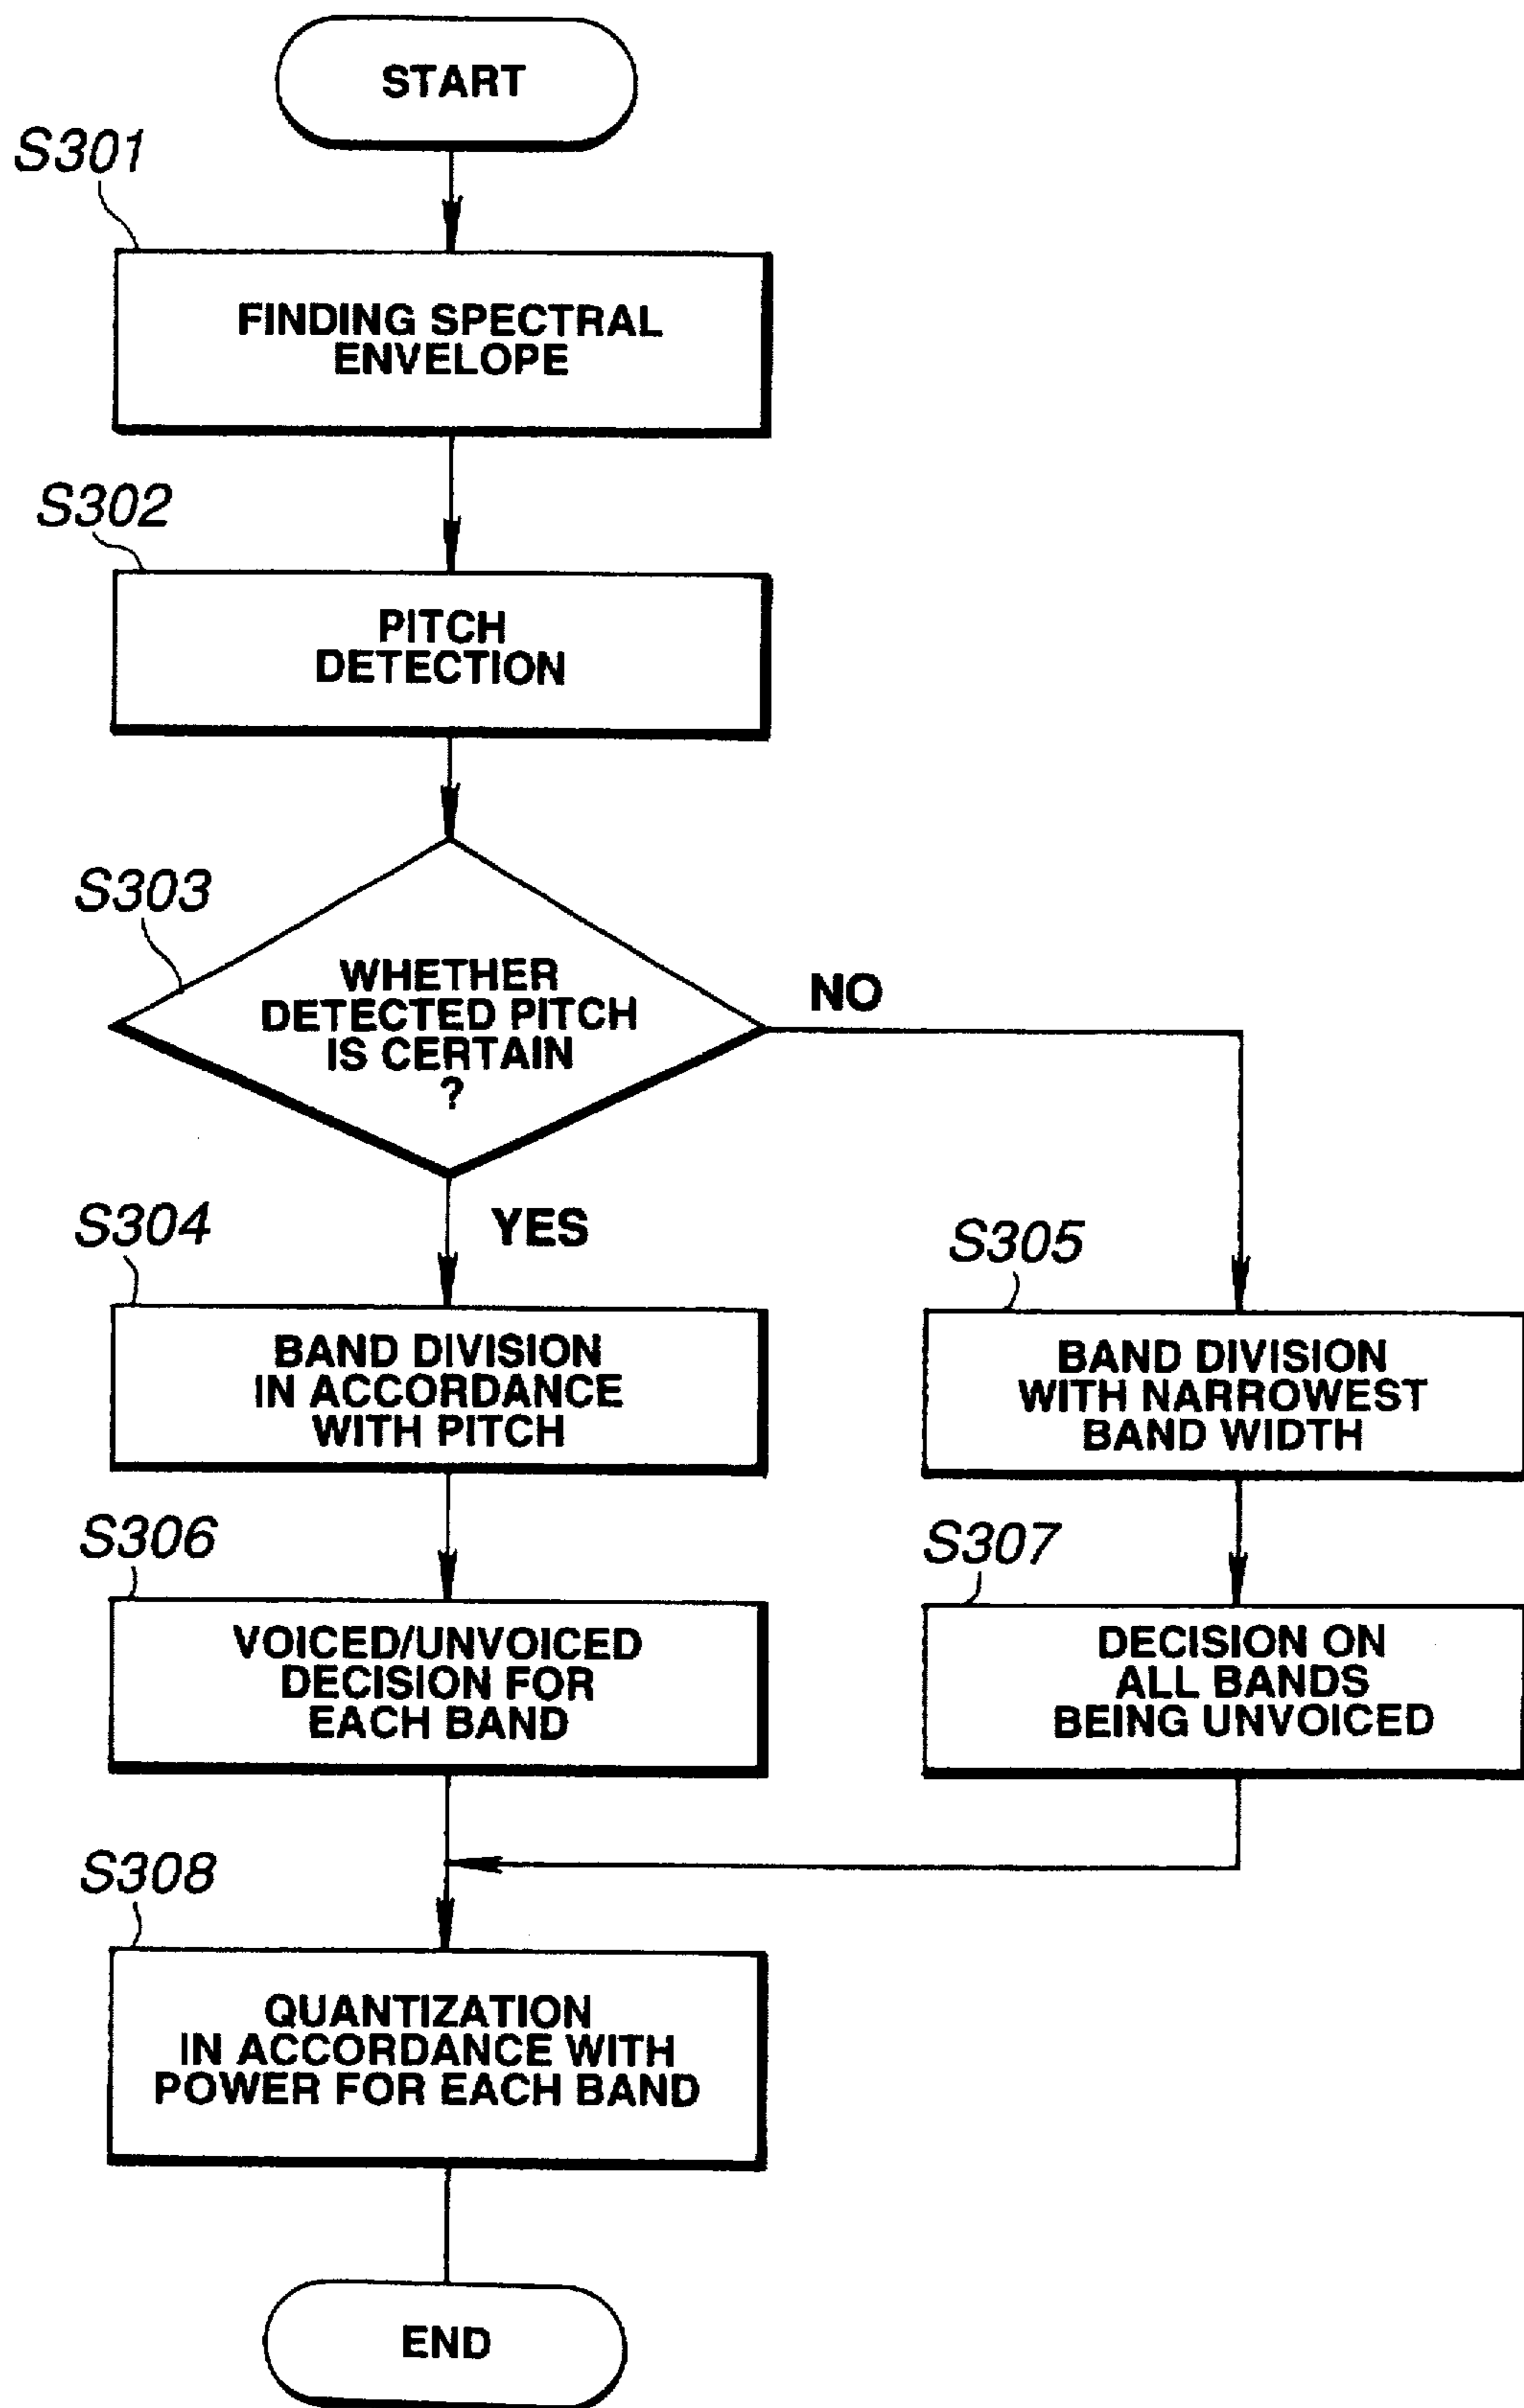 START
S301
FINDING SPECTRAL
ENVELOPE
S302
PITCH
DETECTION
S303
WHETHER
DETECTED PITCH
IS CERTAIN
?
NO
YES
S304
BAND DIVISION
IN ACCORDANCE
WITH PITCH
S305
BAND DIVISION
WITH NARROWEST
BAND WIDTH
S306
VOICED/UNVOICED
DECISION FOR
EACH BAND
S307
DECISION ON
ALL BANDS
BEING UNVOICED
S308
QUANTIZATION
IN ACCORDANCE WITH
POWER FOR EACH BAND
END